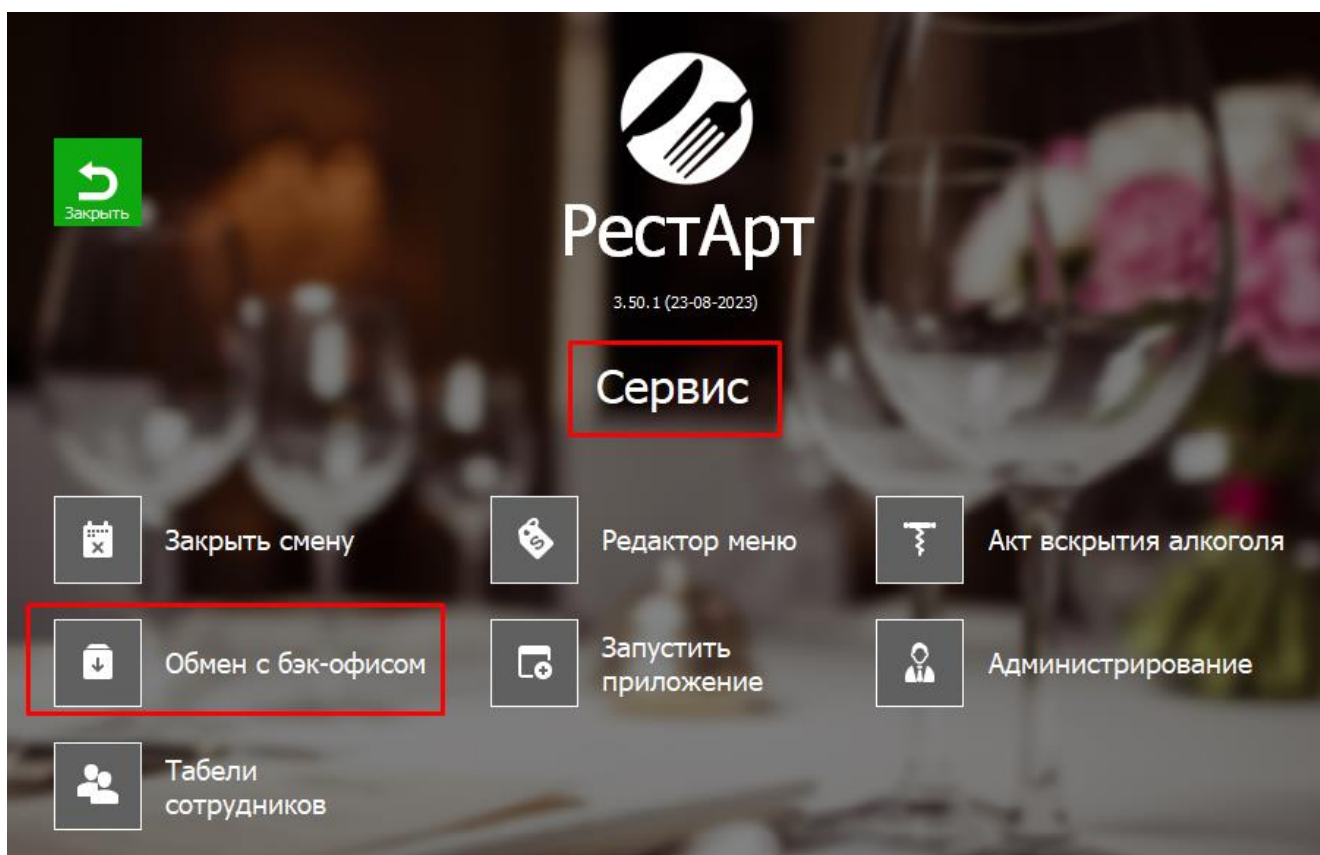 Закрыть
РестАрт
3.50.1 (23-08-2023)
Сервис
Закрыть смену
Редактор меню
Акт вскрытия алкоголя
Обмен с бэк-офисом
Запустить
приложение
Администрирование
Табели
сотрудников